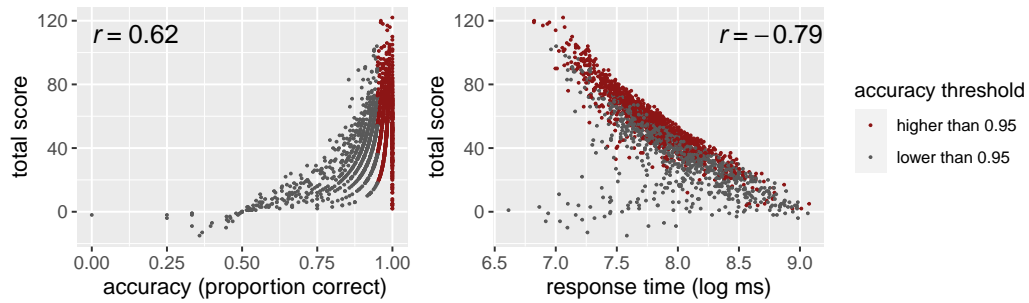 r = 0.62
total score
120
80
40
0
0.00 0.25 0.50 0.75 1.00
accuracy (proportion correct)
r = −0.79
total score
120
80
40
0
6.5 7.0 7.5 8.0 8.5 9.0
response time (log ms)
accuracy threshold
higher than 0.95
lower than 0.95